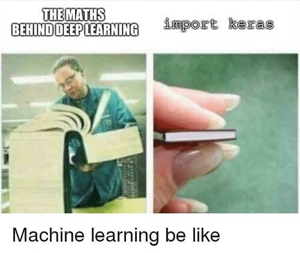 THE MATHS
BEHIND DEEP LEARNING
import keras
Machine learning be like